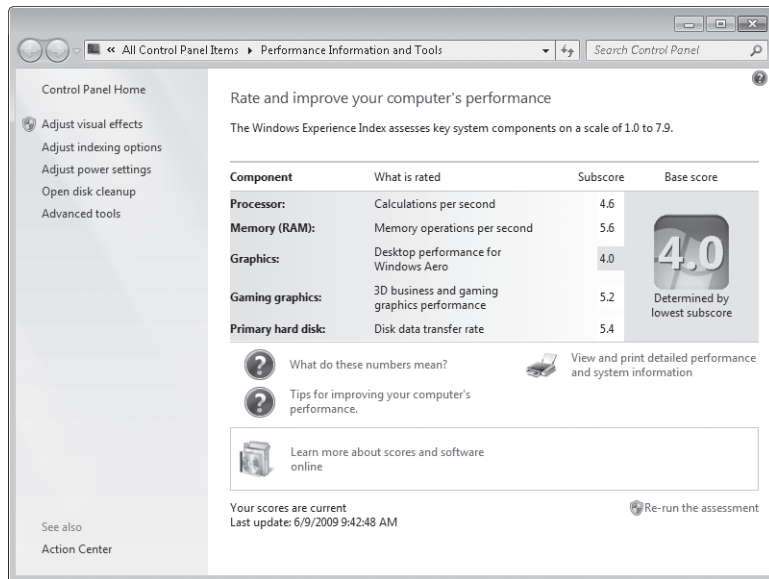 « All Control Panel Items ▸ Performance Information and Tools
Search Control Panel
Control Panel Home
Adjust visual effects
Adjust indexing options
Adjust power settings
Open disk cleanup
Advanced tools
See also
Action Center
Rate and improve your computer's performance
The Windows Experience Index assesses key system components on a scale of 1.0 to 7.9.
Component What is rated Subscore Base score
Processor: Calculations per second 4.6
Memory (RAM): Memory operations per second 5.6
Graphics: Desktop performance for
Windows Aero 4.0
Gaming graphics: 3D business and gaming
graphics performance 5.2
Primary hard disk: Disk data transfer rate 5.4
4.0
Determined by
lowest subscore
What do these numbers mean?
View and print detailed performance
and system information
Tips for improving your computer's
performance.
Learn more about scores and software
online
Your scores are current
Last update: 6/9/2009 9:42:48 AM
Re-run the assessment